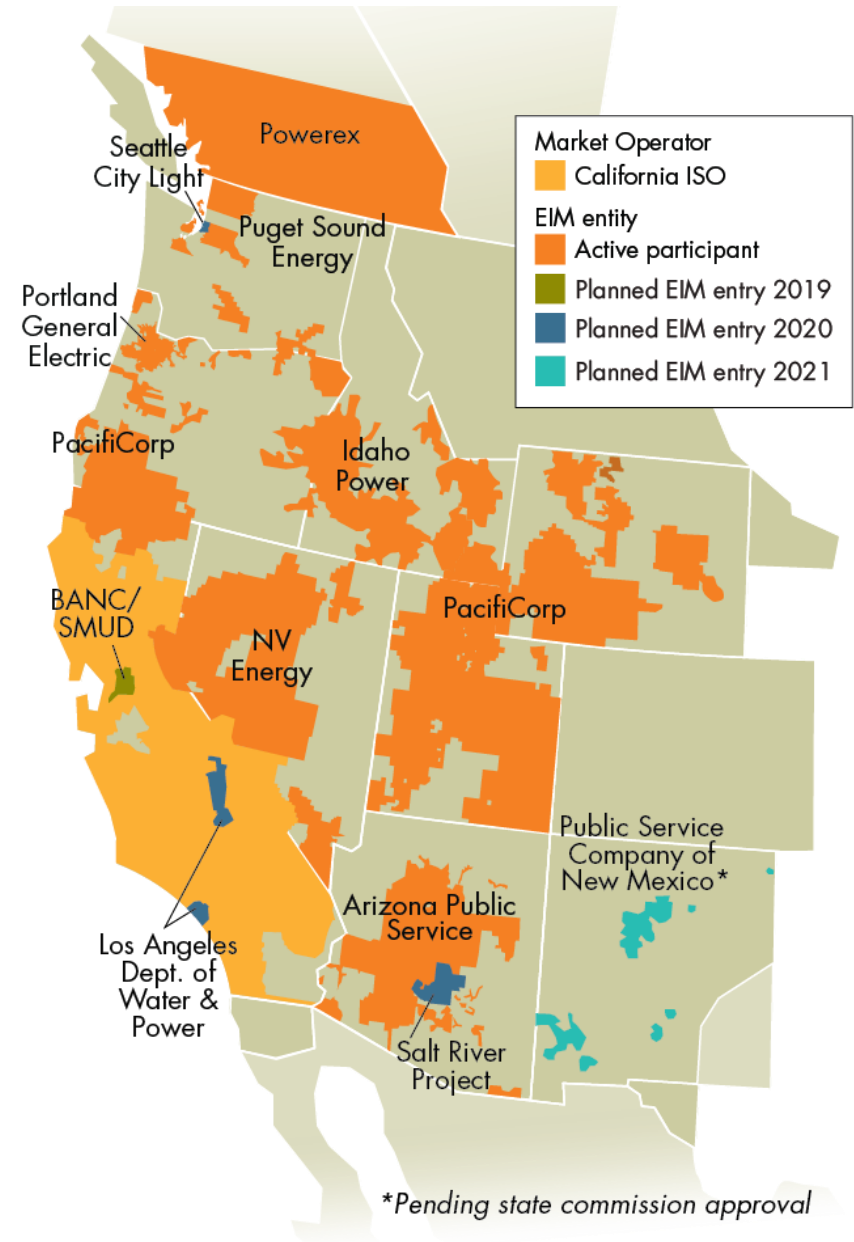 Powerex
Seattle
City Light
Puget Sound
Energy
Portland
General
Electric
PacifiCorp
Idaho
Power
BANC/
SMUD
NV
Energy
PacifiCorp
Public Service
Company of
New Mexico*
Arizona Public
Service
Los Angeles
Dept. of
Water &
Power
Salt River
Project
Market Operator
California ISO
EIM entity
Active participant
Planned EIM entry 2019
Planned EIM entry 2020
Planned EIM entry 2021
*Pending state commission approval